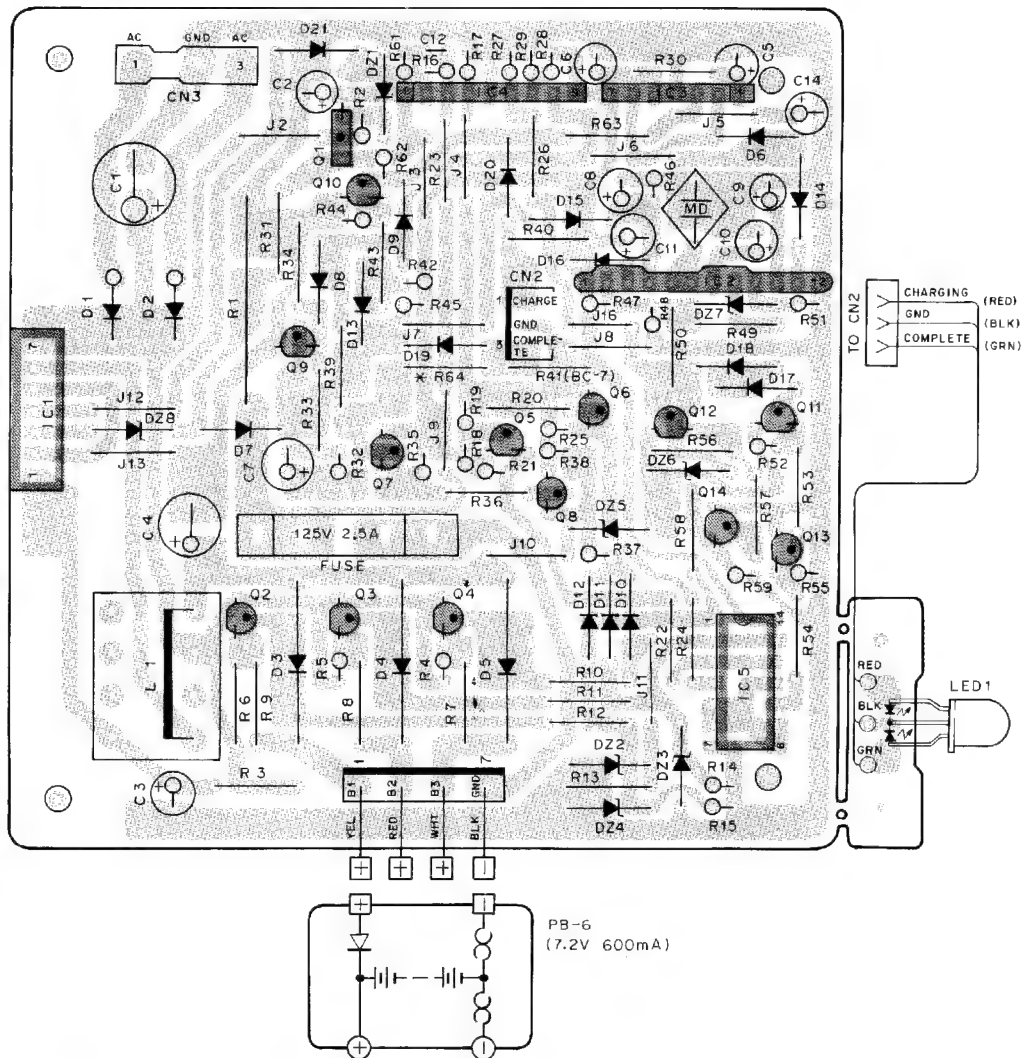 D21
AC GND AC
1 3
CN3
DZ1
R61
C12
R16
R17
R27
R29
R28
C6
R30
C5
C14
C2
R2
J2
Q1
R62
R63
J5
J6
D6
C1
Q10
R44
J3
R23
J4
D20
R26
C8
R46
MD
C9
D14
D15
R40
D9
R31
R34
R43
C11
C10
D16
D1
D2
R1
D8
D13
R42
R45
CN2
1 CHARGE
GND
3 COMPLE-
TE
R47
J16
R48
DZ7
R49
R51
R50
J8
J7
D19
* R64
R41(BC-7)
D18
D17
TO CN2
CHARGING (RED)
GND (BLK)
COMPLETE (GRN)
7
IC1
1
Q9
R39
R33
J12
DZ8
J13
D7
C7
R32
Q7
R35
J9
R19
R18
R20
Q5
R21
Q6
R25
R38
Q12
R56
Q11
R52
DZ6
R53
R36
Q8
Q14
R57
R58
DZ5
Q13
C4
125V 2.5A
FUSE
J10
R37
R59
R55
Q2
Q3
Q4
D12
D11
D10
R22
R24
1 14
IC5
7 8
R54
L1
D3
R5
D4
R4
D5
R6
R9
R8
R7
R10
R11
R12
J11
RED
BLK
GRN
LED1
C3
R3
1 7
B1 B2 B3 GND
DZ2
R13
DZ4
DZ3
R14
R15
YEL RED WHT BLK
+ + + -
+ -
PB-6
(7.2V 600mA)
+ -